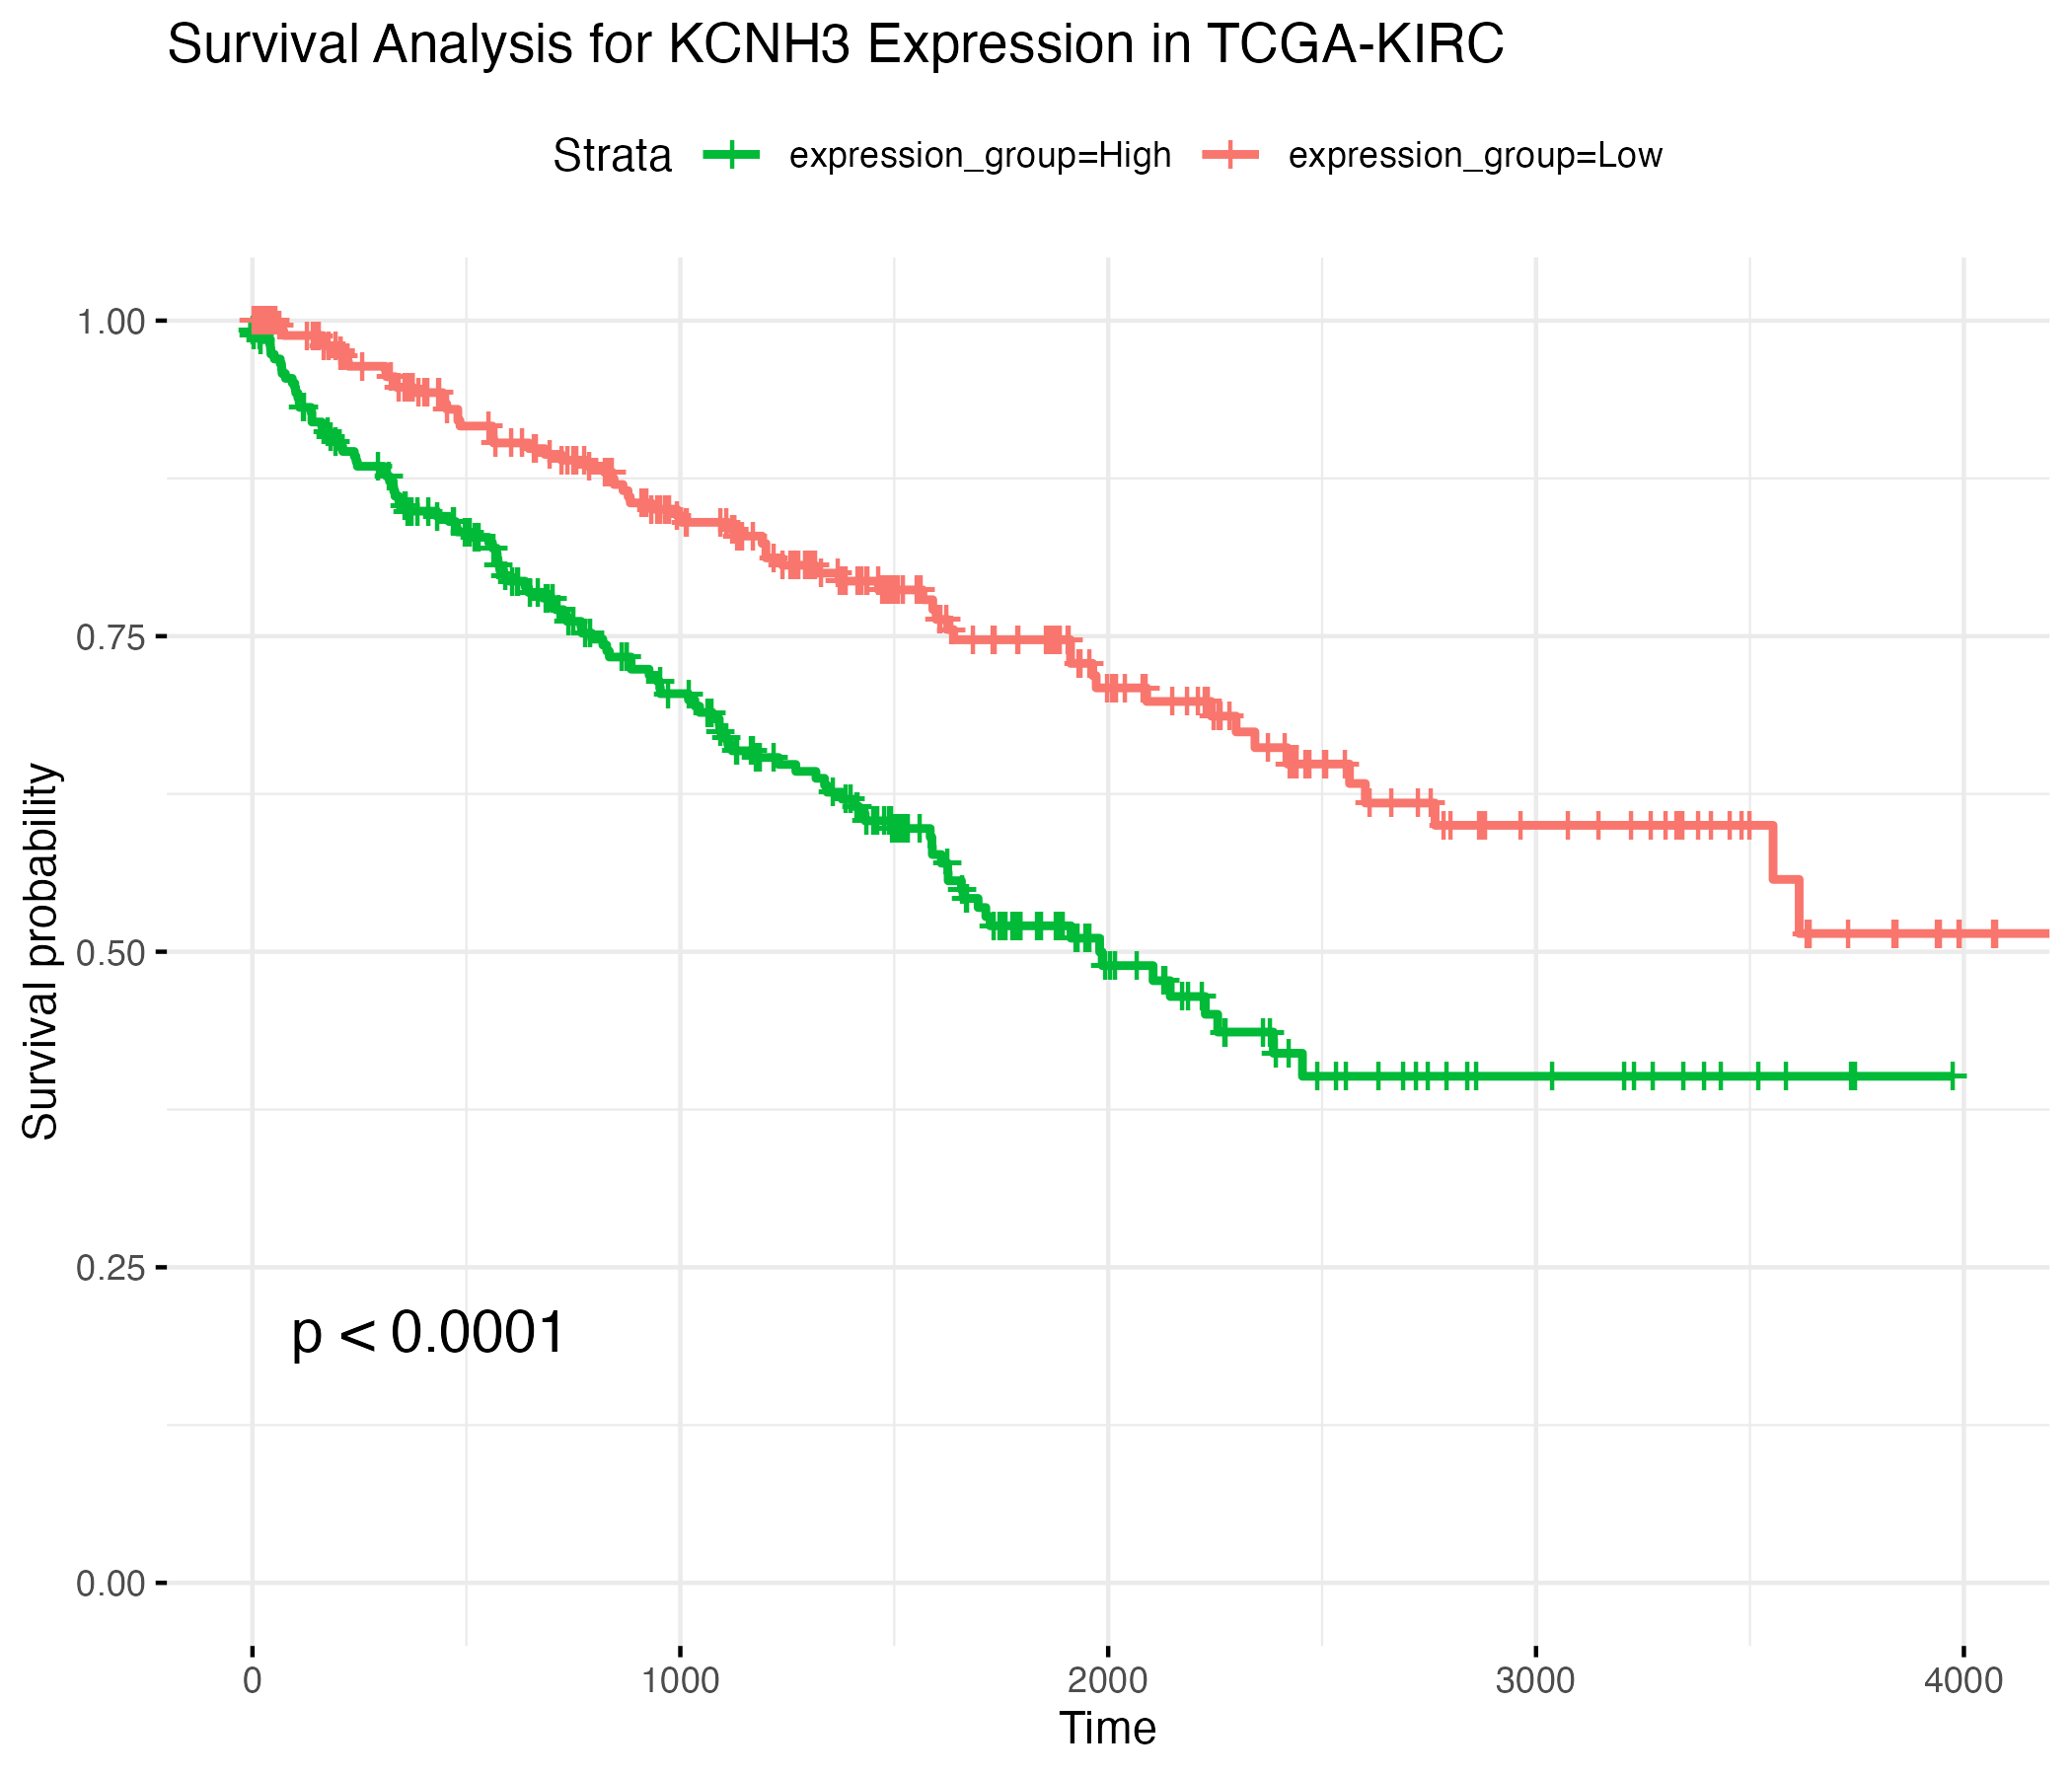 Survival Analysis for KCNH3 Expression in TCGA-KIRC
Strata expression_group=High expression_group=Low
Survival probability
1.00
0.75
0.50
0.25
0.00
p < 0.0001
0 1000 2000 3000 4000
Time